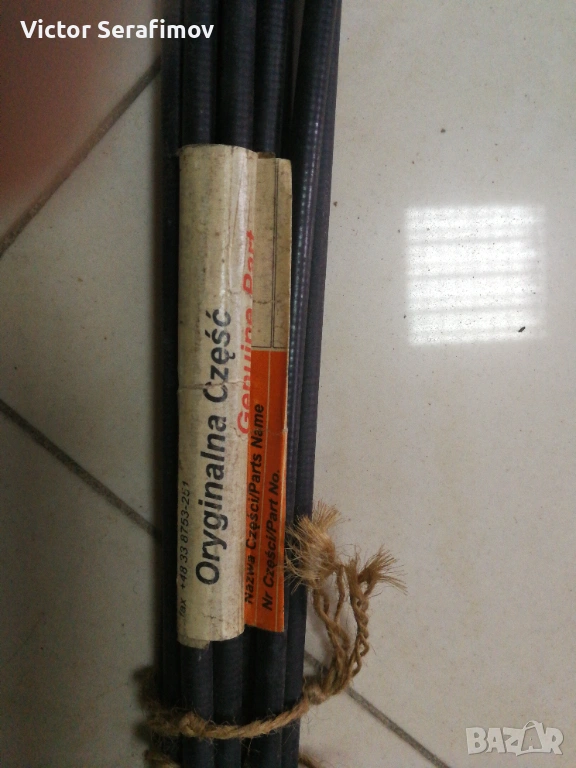 Victor Serafimov
fax +48 33 8753-251
Oryginalna Część
Genuine Part
Nazwa Części/Parts Name
Nr Części/Part No.
BAZAR